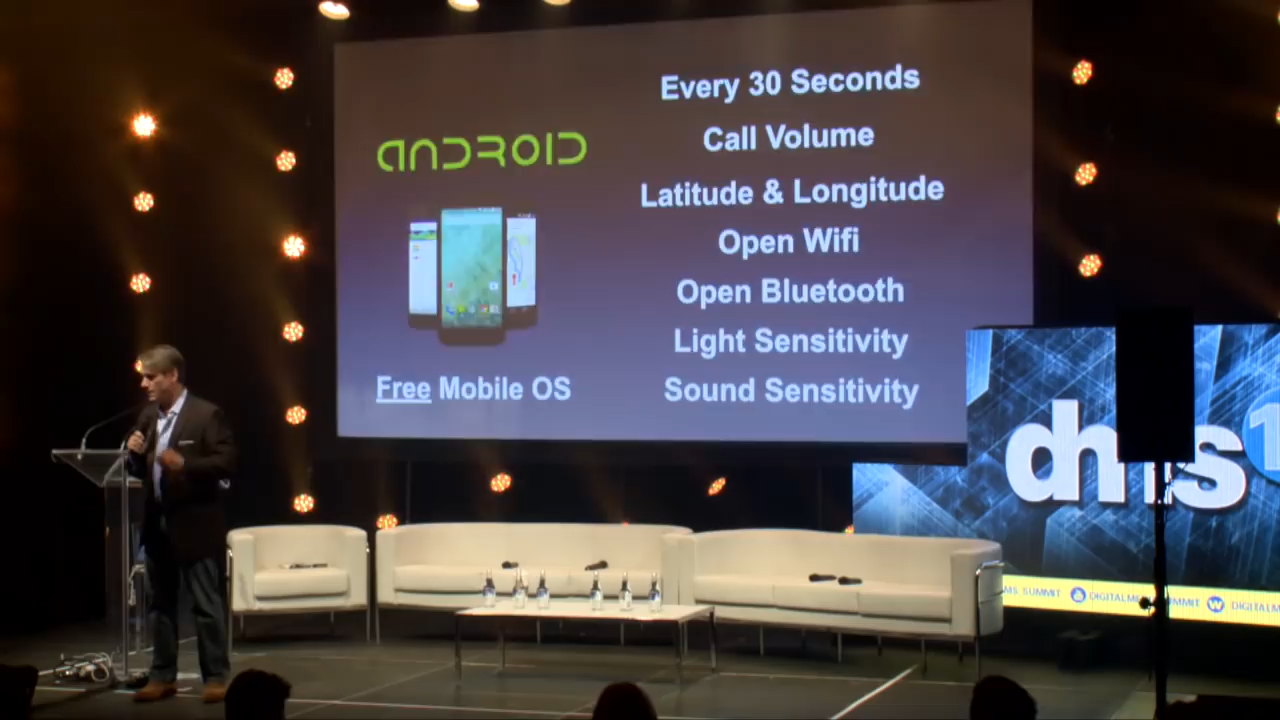 ANDROID
Free Mobile OS
Every 30 Seconds
Call Volume
Latitude & Longitude
Open Wifi
Open Bluetooth
Light Sensitivity
Sound Sensitivity
SUMMIT